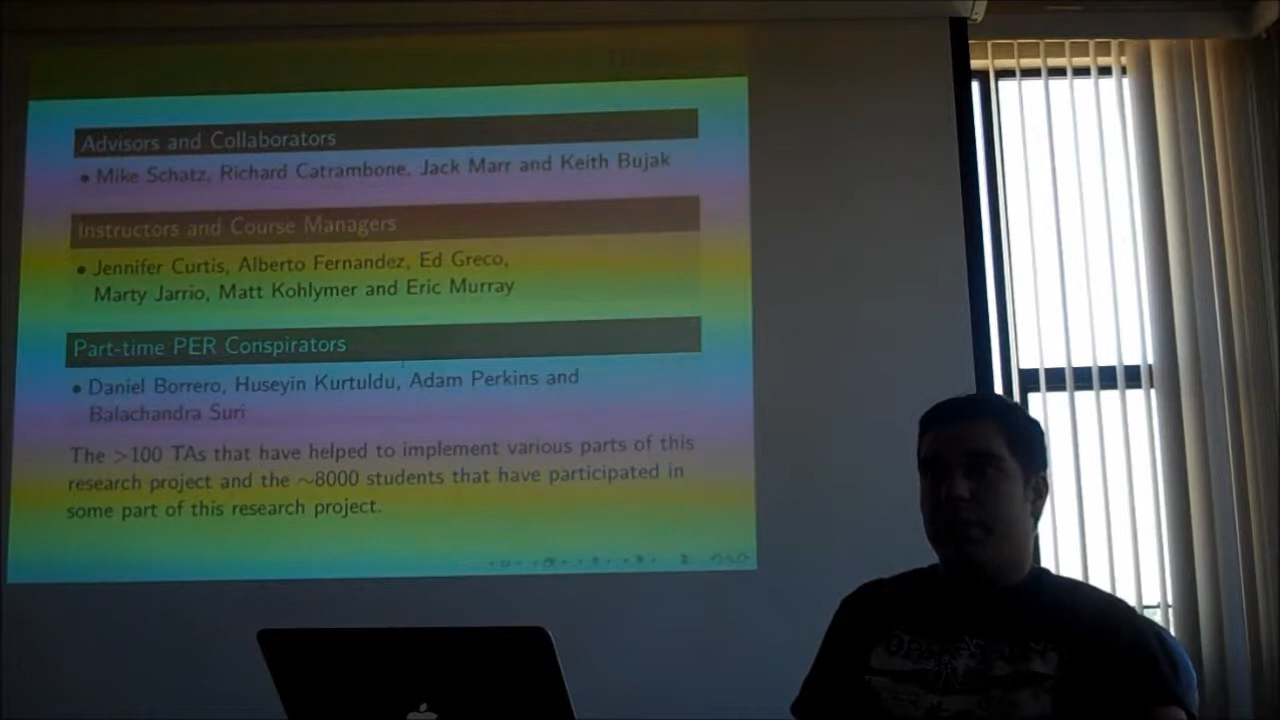 Advisors and Collaborators
• Mike Schatz, Richard Catrambone, Jack Marr and Keith Bujak
Instructors and Course Managers
• Jennifer Curtis, Alberto Fernandez, Ed Greco,
Marty Jarrio, Matt Kohlymer and Eric Murray
Part-time PER Conspirators
• Daniel Borrero, Huseyin Kurtuldu, Adam Perkins and
Balachandra Suri
The >100 TAs that have helped to implement various parts of this
research project and the ~8000 students that have participated in
some part of this research project.